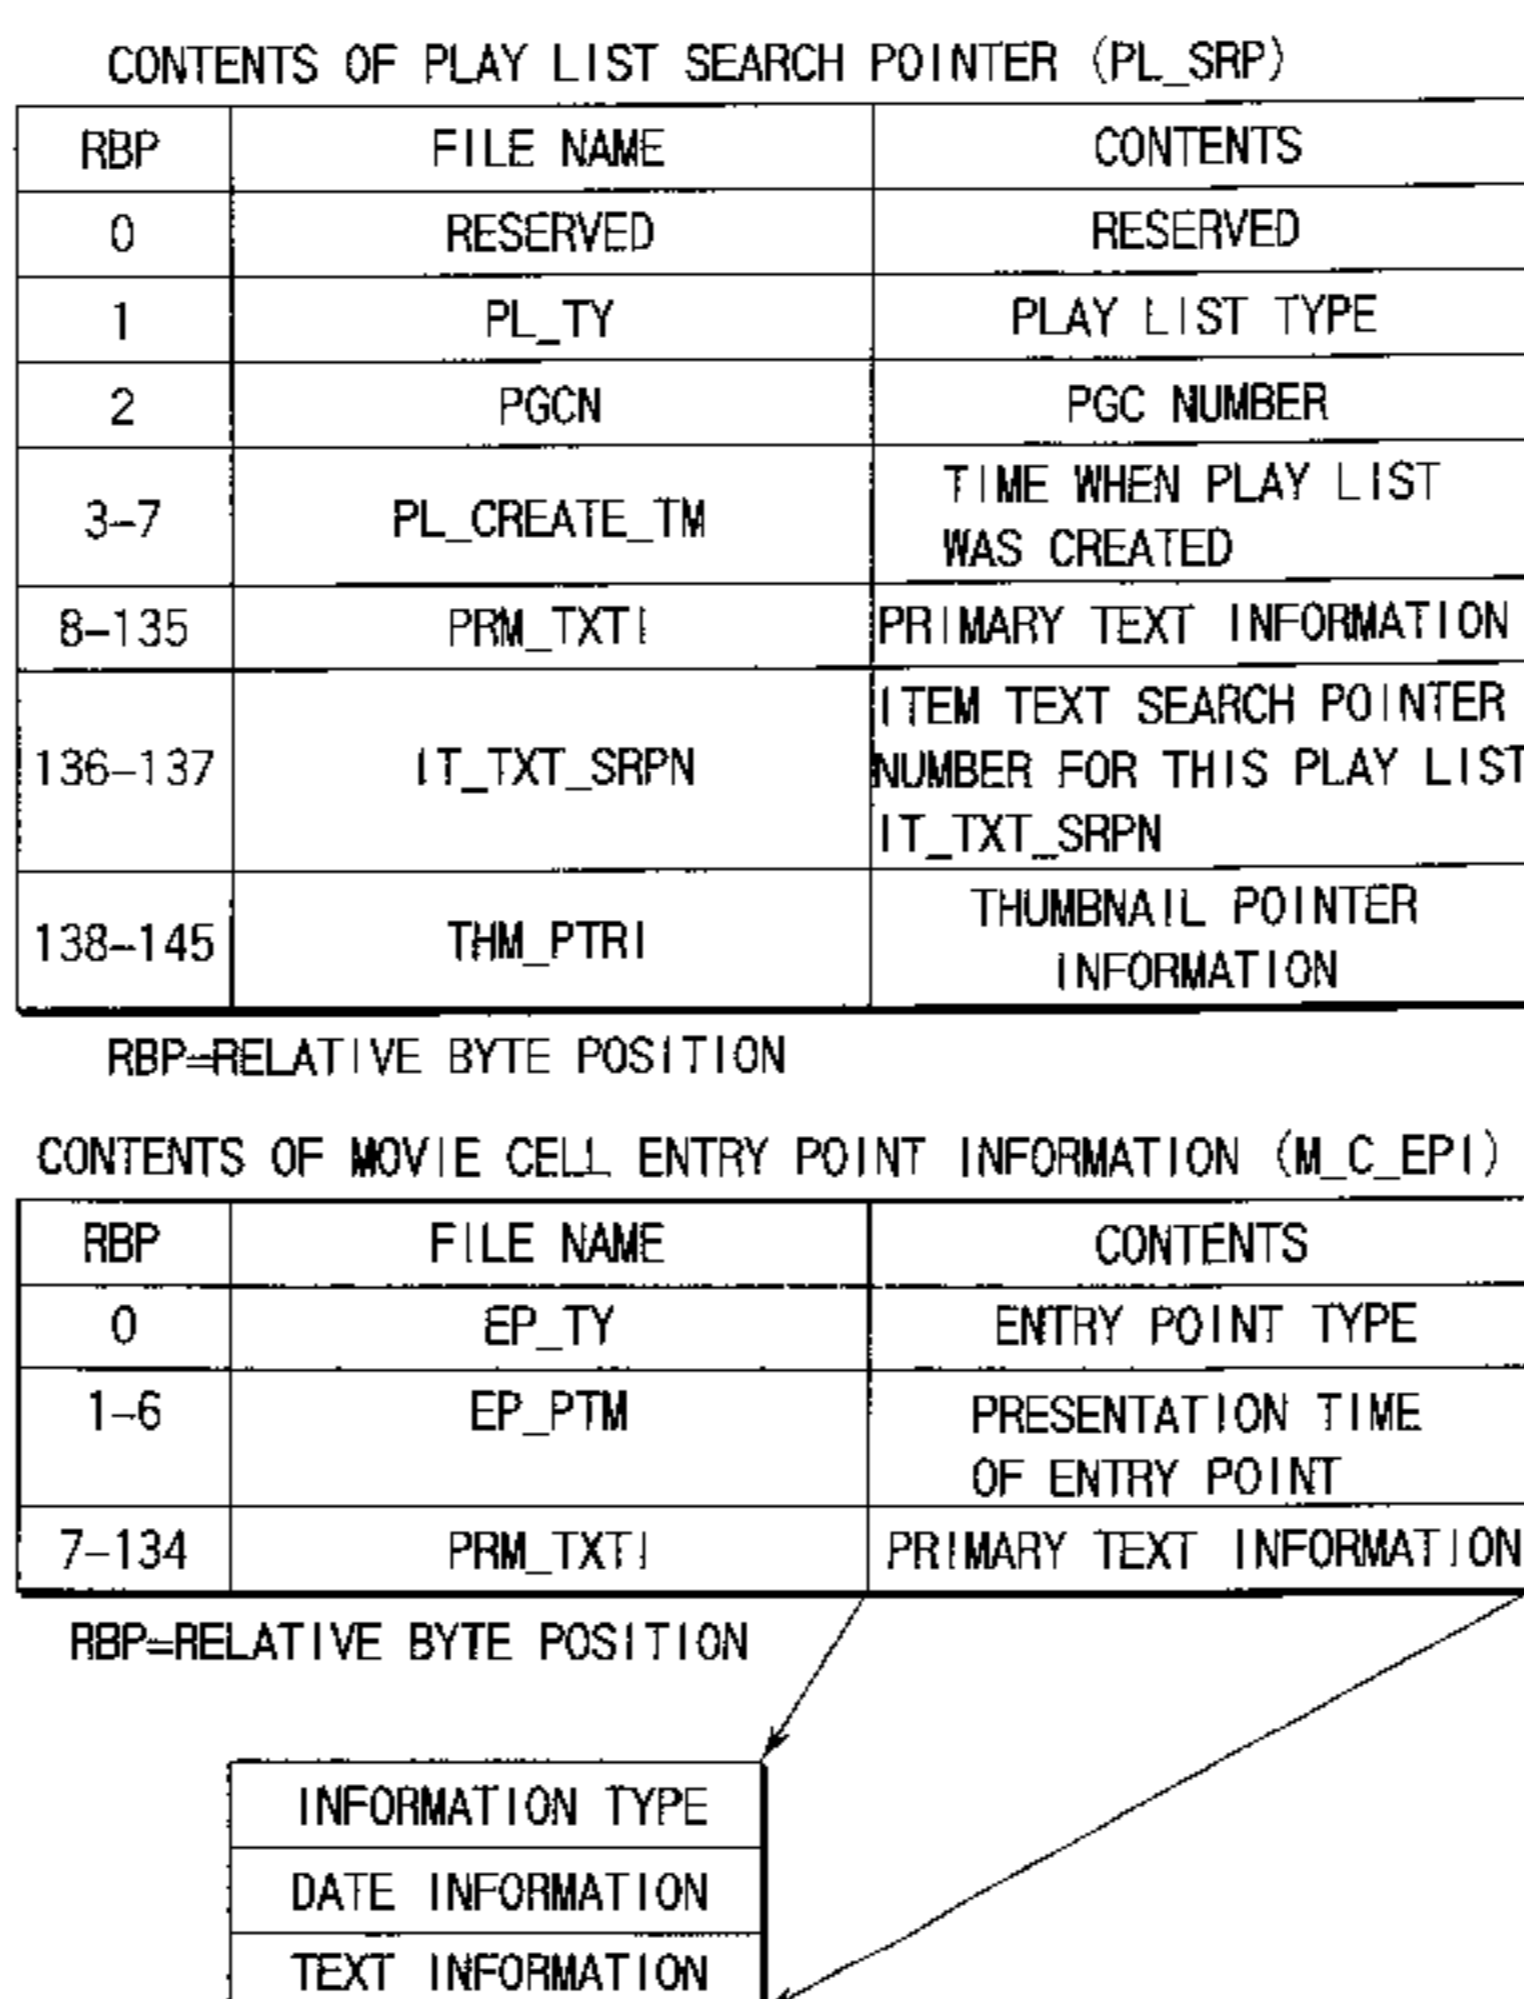 CONTENTS OF PLAY LIST SEARCH POINTER (PL_SRP)
RBP FILE NAME CONTENTS
0 RESERVED RESERVED
1 PL_TY PLAY LIST TYPE
2 PGCN PGC NUMBER
3-7 PL_CREATE_TM TIME WHEN PLAY LIST
WAS CREATED
8-135 PRM_TXTI PRIMARY TEXT INFORMATION
136-137 IT_TXT_SRPN ITEM TEXT SEARCH POINTER
NUMBER FOR THIS PLAY LIST
IT_TXT_SRPN
138-145 THM_PTRI THUMBNAIL POINTER
INFORMATION
RBP=RELATIVE BYTE POSITION
CONTENTS OF MOVIE CELL ENTRY POINT INFORMATION (M_C_EPI)
RBP FILE NAME CONTENTS
0 EP_TY ENTRY POINT TYPE
1-6 EP_PTM PRESENTATION TIME
OF ENTRY POINT
7-134 PRM_TXTI PRIMARY TEXT INFORMATION
RBP=RELATIVE BYTE POSITION
INFORMATION TYPE
DATE INFORMATION
TEXT INFORMATION